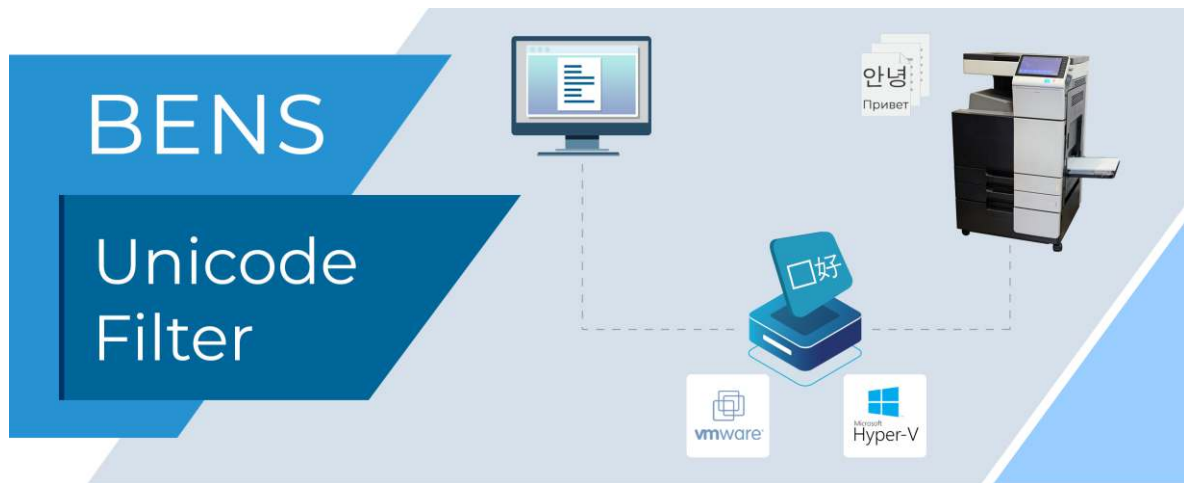 BENS
Unicode
Filter
안녕
Привет
□好
vmware
Microsoft
Hyper-V